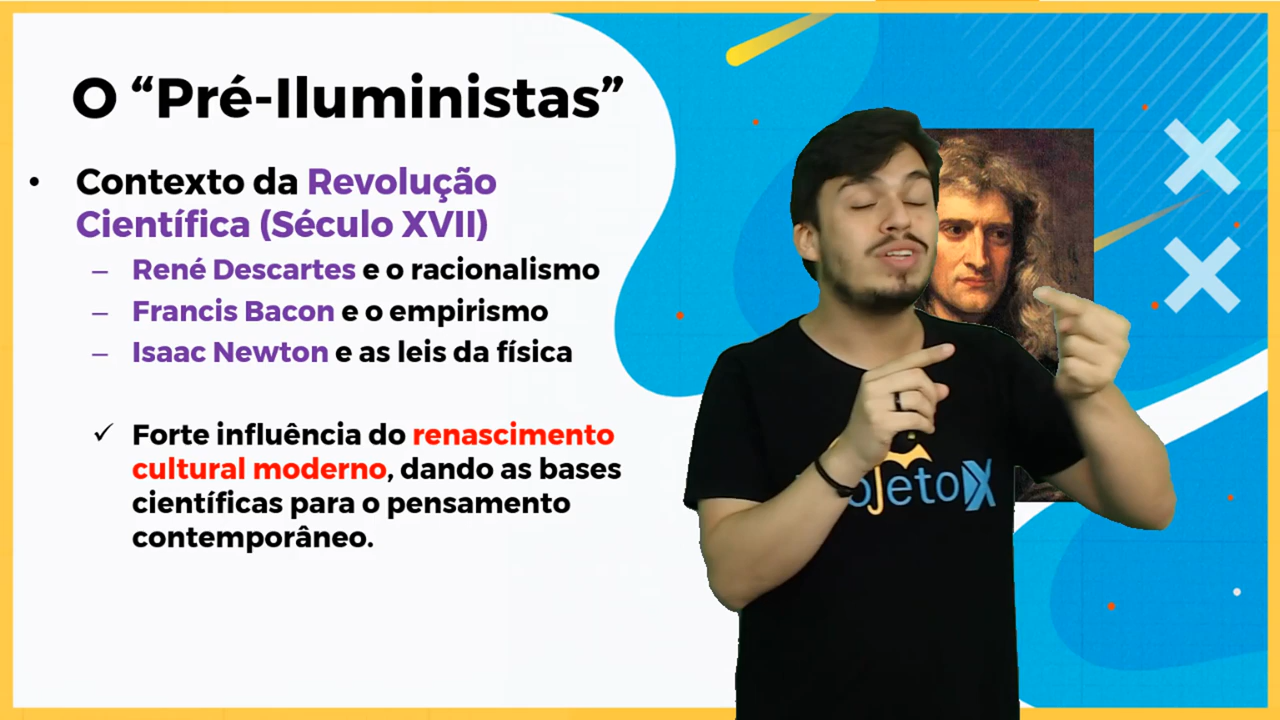 O “Pré-Iluministas”
• Contexto da Revolução
Científica (Século XVII)
– René Descartes e o racionalismo
– Francis Bacon e o empirismo
– Isaac Newton e as leis da física
✓ Forte influência do renascimento
cultural moderno, dando as bases
científicas para o pensamento
contemporâneo.